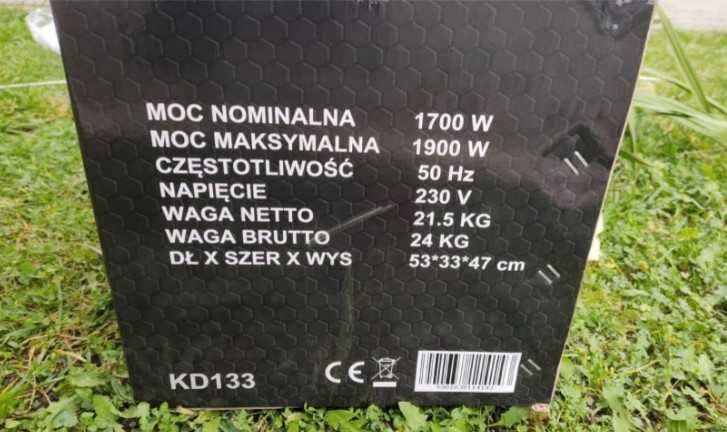 MOC NOMINALNA 1700 W
MOC MAKSYMALNA 1900 W
CZĘSTOTLIWOŚĆ 50 Hz
NAPIĘCIE 230 V
WAGA NETTO 21.5 KG
WAGA BRUTTO 24 KG
DŁ X SZER X WYS 53*33*47 cm
KD133 CE